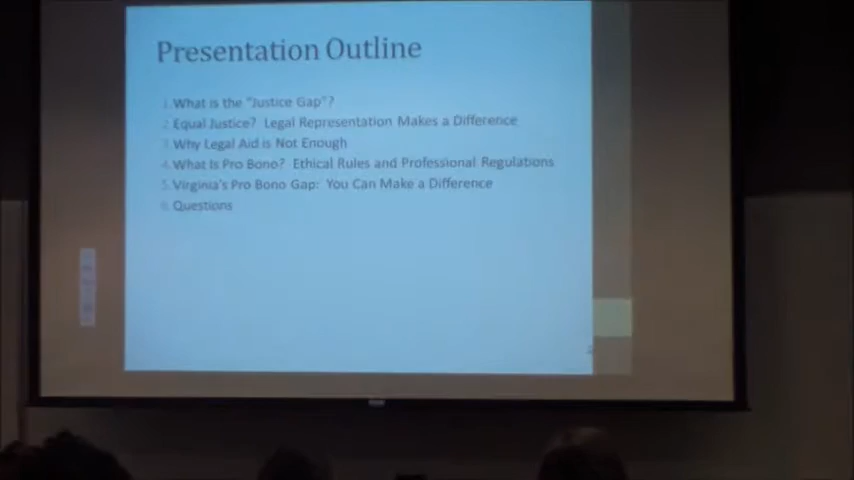 Presentation Outline
1. What is the "Justice Gap"?
2. Equal Justice? Legal Representation Makes a Difference
3. Why Legal Aid is Not Enough
4. What Is Pro Bono? Ethical Rules and Professional Regulations
5. Virginia's Pro Bono Gap: You Can Make a Difference
6. Questions